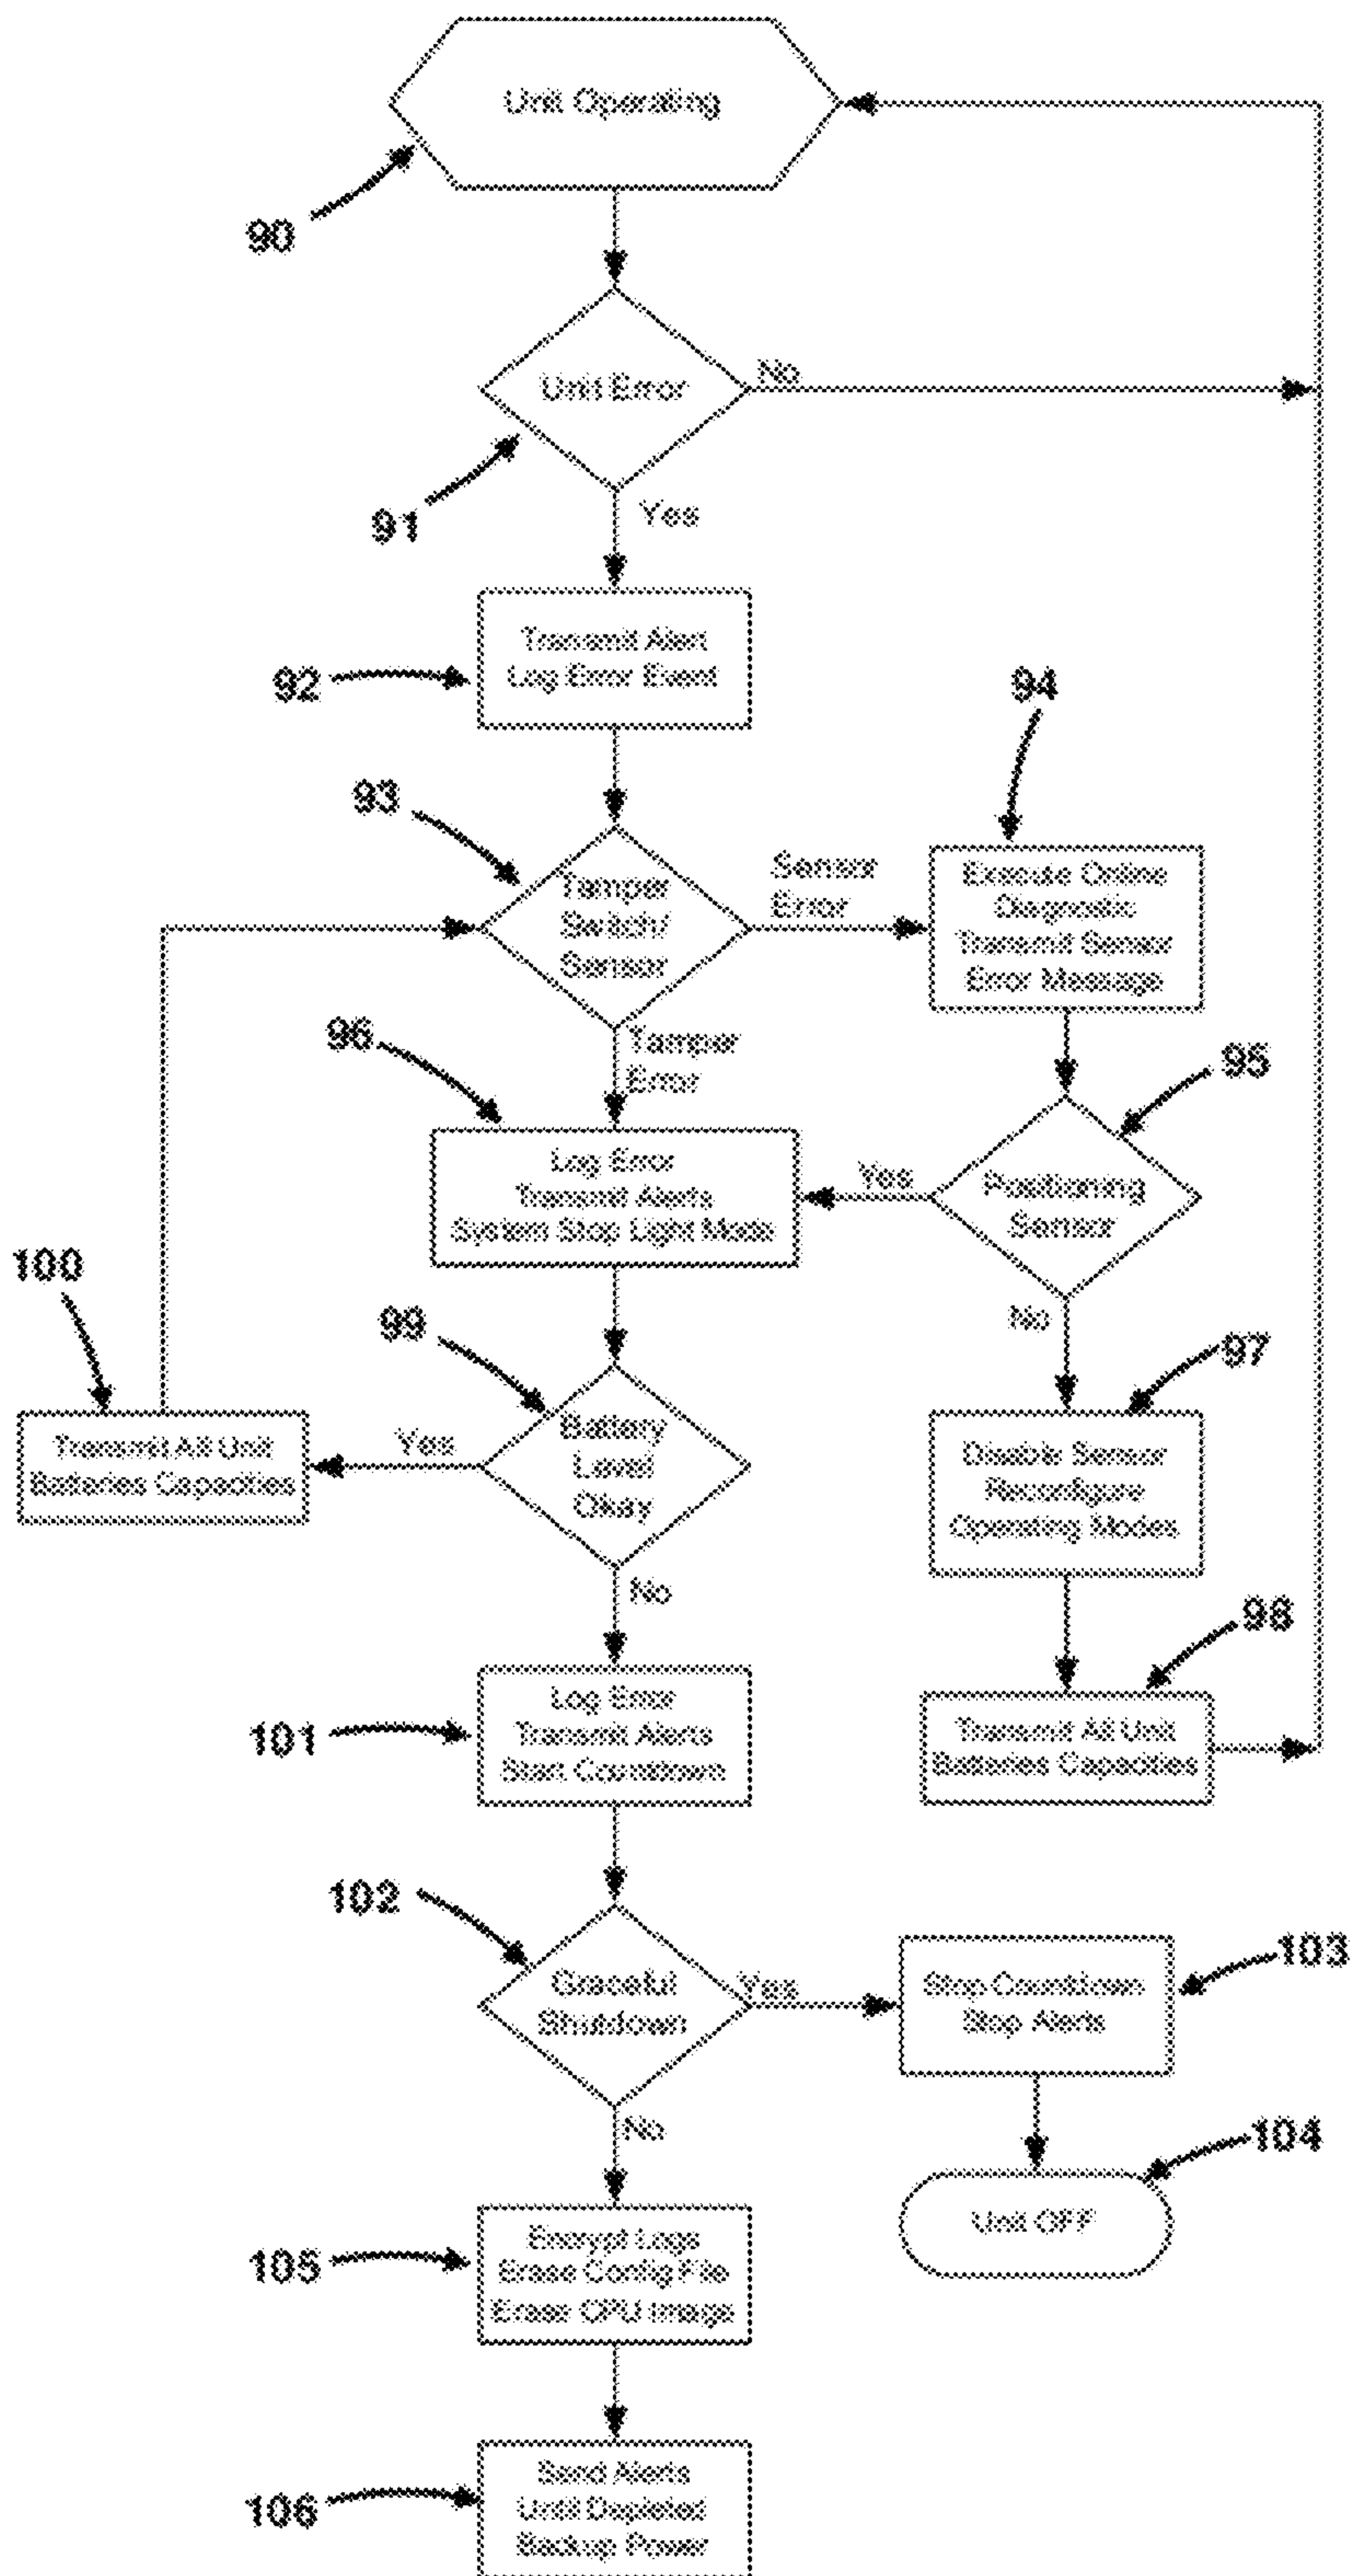 Unit Operating
90
Unit Error
No
91
Yes
Transmit Alert
Log Error Event
92
94
93
Tamper
Switch/
Sensor
Sensor
Error
Execute Online
Diagnostic
Transmit Sensor
Error Message
96
Tamper
Error
95
Log Error
Transmit Alerts
System Stop Light Mode
Yes
Positioning
Sensor
100
99
No
97
Transmit All Unit
Batteries Capacities
Yes
Battery
Level
Okay
Disable Sensor
Reconfigure
Operating Modes
No
98
101
Log Error
Transmit Alerts
Start Countdown
Transmit All Unit
Batteries Capacities
102
Graceful
Shutdown
Yes
Stop Countdown
Stop Alerts
103
No
104
Unit OFF
105
Encrypt Logs
Erase Config File
Eraser CPU Image
106
Send Alerts
Until Depleted
Backup Power